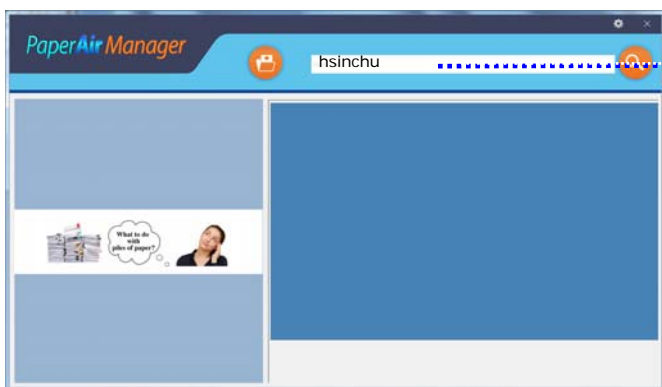 PaperAir Manager
hsinchu
What to do
with
piles of paper?